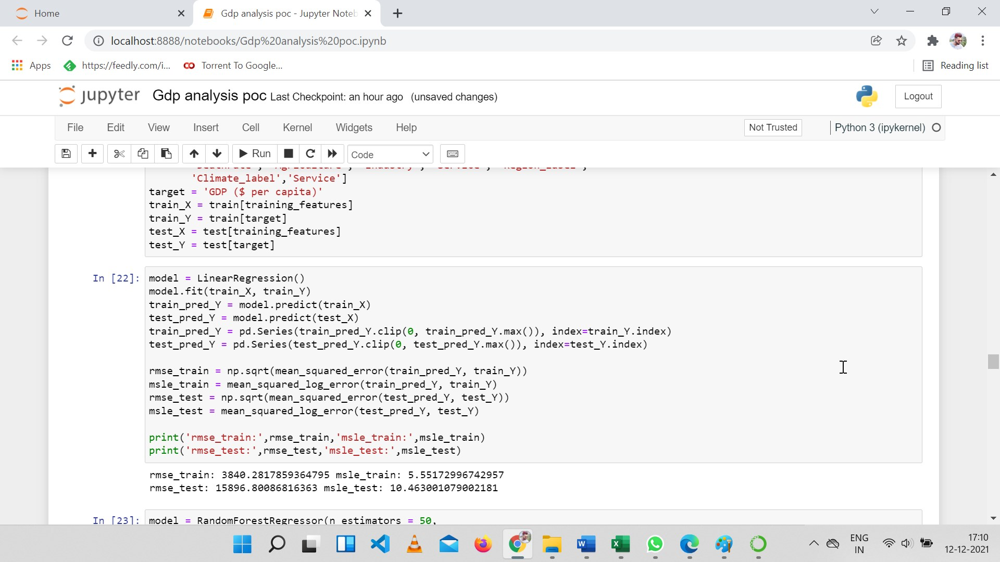 Home
Gdp analysis poc - Jupyter Noteb
localhost:8888/notebooks/Gdp%20analysis%20poc.ipynb
Apps
https://feedly.com/i...
Torrent To Google...
Reading list
jupyter Gdp analysis poc Last Checkpoint: an hour ago (unsaved changes)
Logout
File Edit View Insert Cell Kernel Widgets Help
Not Trusted
Python 3 (ipykernel)
Run
Code
'Climate_label','Service']
target = 'GDP ($ per capita)'
train_X = train[training_features]
train_Y = train[target]
test_X = test[training_features]
test_Y = test[target]
In [22]:
model = LinearRegression()
model.fit(train_X, train_Y)
train_pred_Y = model.predict(train_X)
test_pred_Y = model.predict(test_X)
train_pred_Y = pd.Series(train_pred_Y.clip(0, train_pred_Y.max()), index=train_Y.index)
test_pred_Y = pd.Series(test_pred_Y.clip(0, test_pred_Y.max()), index=test_Y.index)
rmse_train = np.sqrt(mean_squared_error(train_pred_Y, train_Y))
msle_train = mean_squared_log_error(train_pred_Y, train_Y)
rmse_test = np.sqrt(mean_squared_error(test_pred_Y, test_Y))
msle_test = mean_squared_log_error(test_pred_Y, test_Y)
print('rmse_train:',rmse_train,'msle_train:',msle_train)
print('rmse_test:',rmse_test,'msle_test:',msle_test)
rmse_train: 3840.2817859364795 msle_train: 5.55172996742957
rmse_test: 15896.80086816363 msle_test: 10.463001079002181
In [23]:
model = RandomForestRegressor(n_estimators = 50,
ENG
IN
17:10
12-12-2021